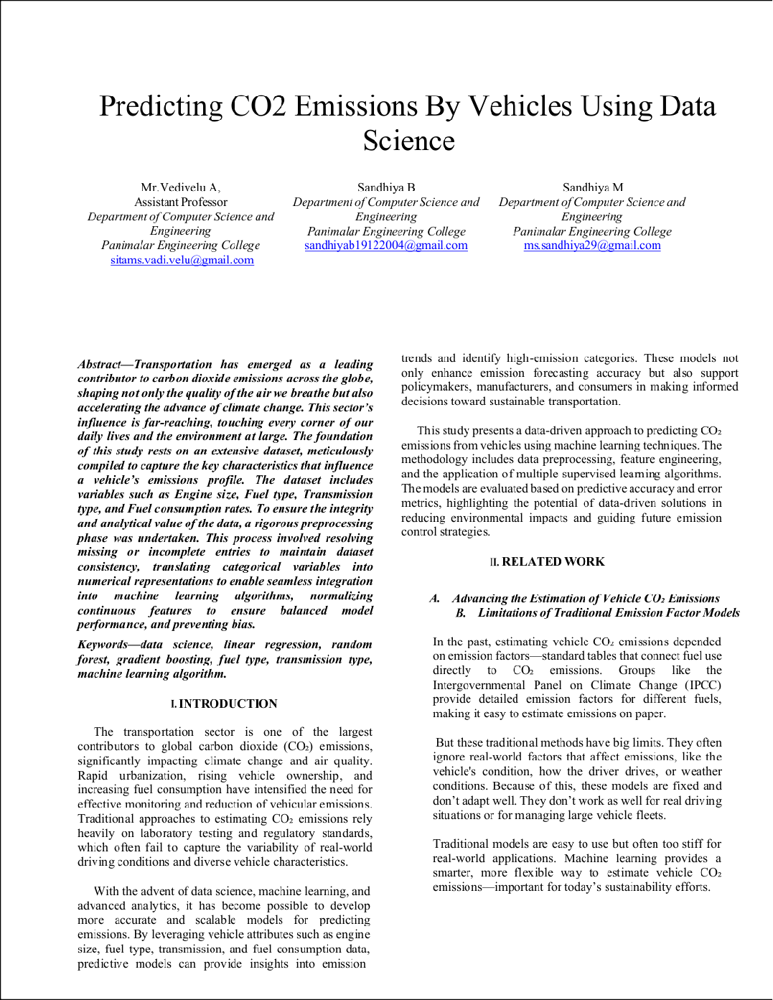 Predicting CO2 Emissions By Vehicles Using Data
Science
Mr.Vedivelu A,
Assistant Professor
Department of Computer Science and
Engineering
Panimalar Engineering College
sitams.vadi.velu@gmail.com
Sandhiya B
Department of Computer Science and
Engineering
Panimalar Engineering College
sandhiyab19122004@gmail.com
Sandhiya M
Department of Computer Science and
Engineering
Panimalar Engineering College
ms.sandhiya29@gmail.com
Abstract—Transportation has emerged as a leading
contributor to carbon dioxide emissions across the globe,
shaping not only the quality of the air we breathe but also
accelerating the advance of climate change. This sector's
influence is far-reaching, touching every corner of our
daily lives and the environment at large. The foundation
of this study rests on an extensive dataset, meticulously
compiled to capture the key characteristics that influence
a vehicle's emissions profile. The dataset includes
variables such as Engine size, Fuel type, Transmission
type, and Fuel consumption rates. To ensure the integrity
and analytical value of the data, a rigorous preprocessing
phase was undertaken. This process involved resolving
missing or incomplete entries to maintain dataset
consistency, translating categorical variables into
numerical representations to enable seamless integration
into machine learning algorithms, normalizing
continuous features to ensure balanced model
performance, and preventing bias.
Keywords—data science, linear regression, random
forest, gradient boosting, fuel type, transmission type,
machine learning algorithm.
I. INTRODUCTION
The transportation sector is one of the largest
contributors to global carbon dioxide (CO₂) emissions,
significantly impacting climate change and air quality.
Rapid urbanization, rising vehicle ownership, and
increasing fuel consumption have intensified the need for
effective monitoring and reduction of vehicular emissions.
Traditional approaches to estimating CO₂ emissions rely
heavily on laboratory testing and regulatory standards,
which often fail to capture the variability of real-world
driving conditions and diverse vehicle characteristics.
With the advent of data science, machine learning, and
advanced analytics, it has become possible to develop
more accurate and scalable models for predicting
emissions. By leveraging vehicle attributes such as engine
size, fuel type, transmission, and fuel consumption data,
predictive models can provide insights into emission
trends and identify high-emission categories. These models not
only enhance emission forecasting accuracy but also support
policymakers, manufacturers, and consumers in making informed
decisions toward sustainable transportation.
This study presents a data-driven approach to predicting CO₂
emissions from vehicles using machine learning techniques. The
methodology includes data preprocessing, feature engineering,
and the application of multiple supervised learning algorithms.
The models are evaluated based on predictive accuracy and error
metrics, highlighting the potential of data-driven solutions in
reducing environmental impacts and guiding future emission
control strategies.
II. RELATED WORK
A. Advancing the Estimation of Vehicle CO₂ Emissions
B. Limitations of Traditional Emission Factor Models
In the past, estimating vehicle CO₂ emissions depended
on emission factors—standard tables that connect fuel use
directly to CO₂ emissions. Groups like the
Intergovernmental Panel on Climate Change (IPCC)
provide detailed emission factors for different fuels,
making it easy to estimate emissions on paper.
But these traditional methods have big limits. They often
ignore real-world factors that affect emissions, like the
vehicle's condition, how the driver drives, or weather
conditions. Because of this, these models are fixed and
don't adapt well. They don't work as well for real driving
situations or for managing large vehicle fleets.
Traditional models are easy to use but often too stiff for
real-world applications. Machine learning provides a
smarter, more flexible way to estimate vehicle CO₂
emissions—important for today's sustainability efforts.